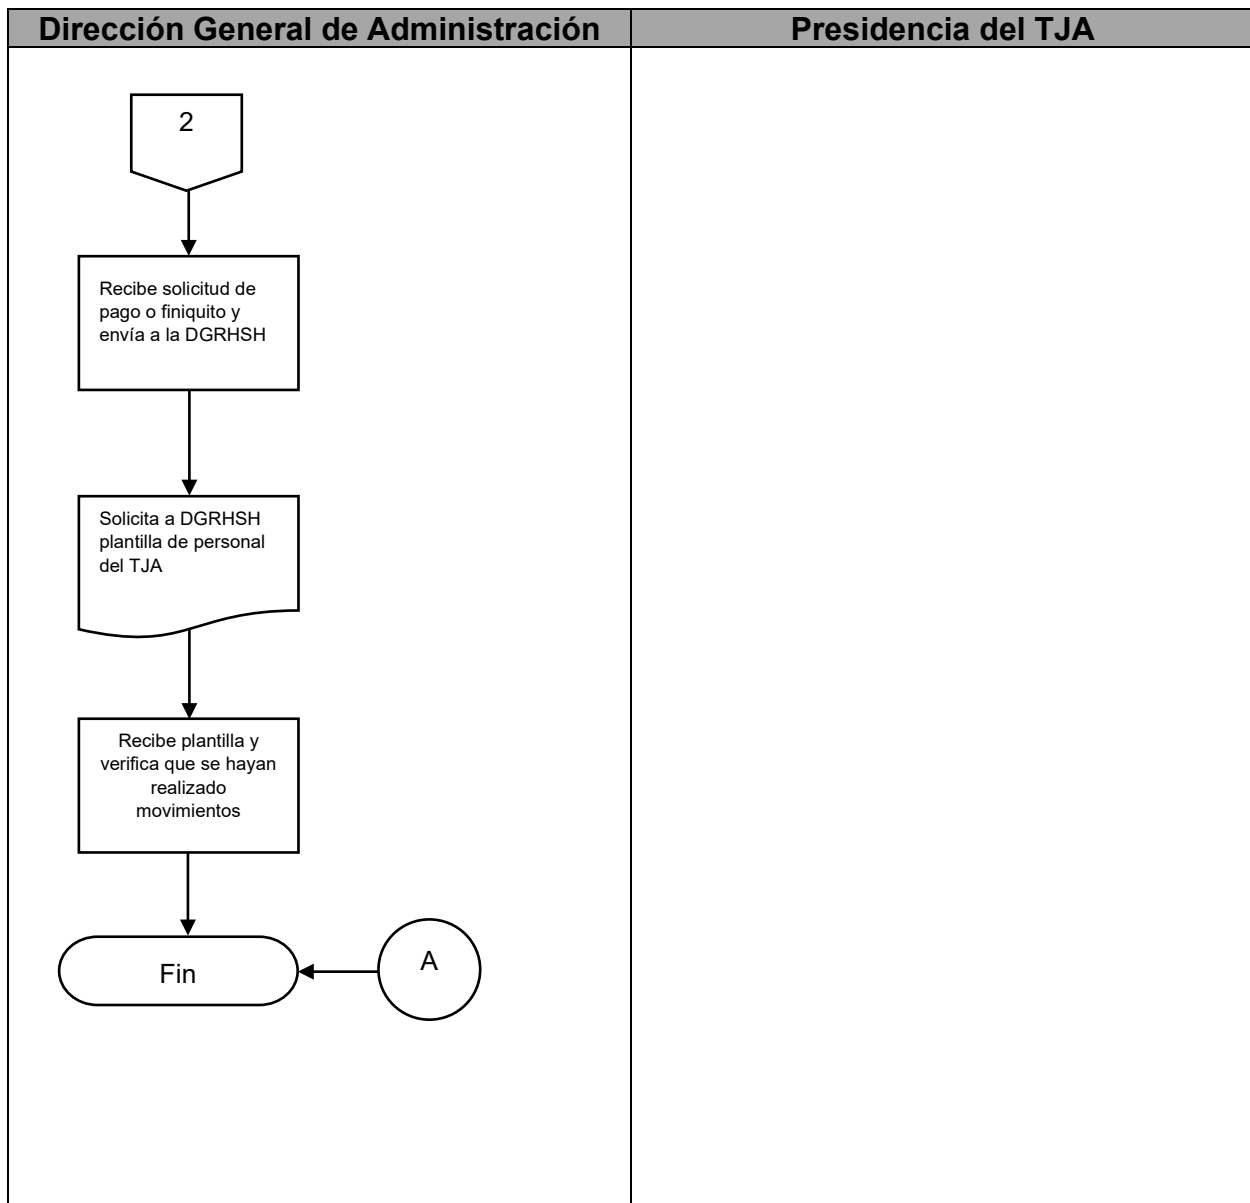 Dirección General de Administración
Presidencia del TJA
2
Recibe solicitud de
pago o finiquito y
envía a la DGRHSH
Solicita a DGRHSH
plantilla de personal
del TJA
Recibe plantilla y
verifica que se hayan
realizado
movimientos
Fin
A